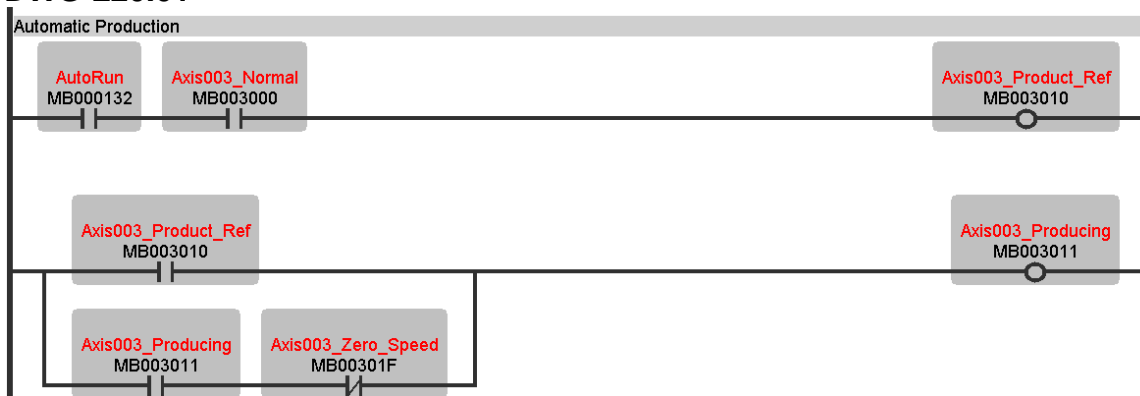 Automatic Production
AutoRun
MB000132
Axis003_Normal
MB003000
Axis003_Product_Ref
MB003010
Axis003_Product_Ref
MB003010
Axis003_Producing
MB003011
Axis003_Producing
MB003011
Axis003_Zero_Speed
MB00301F